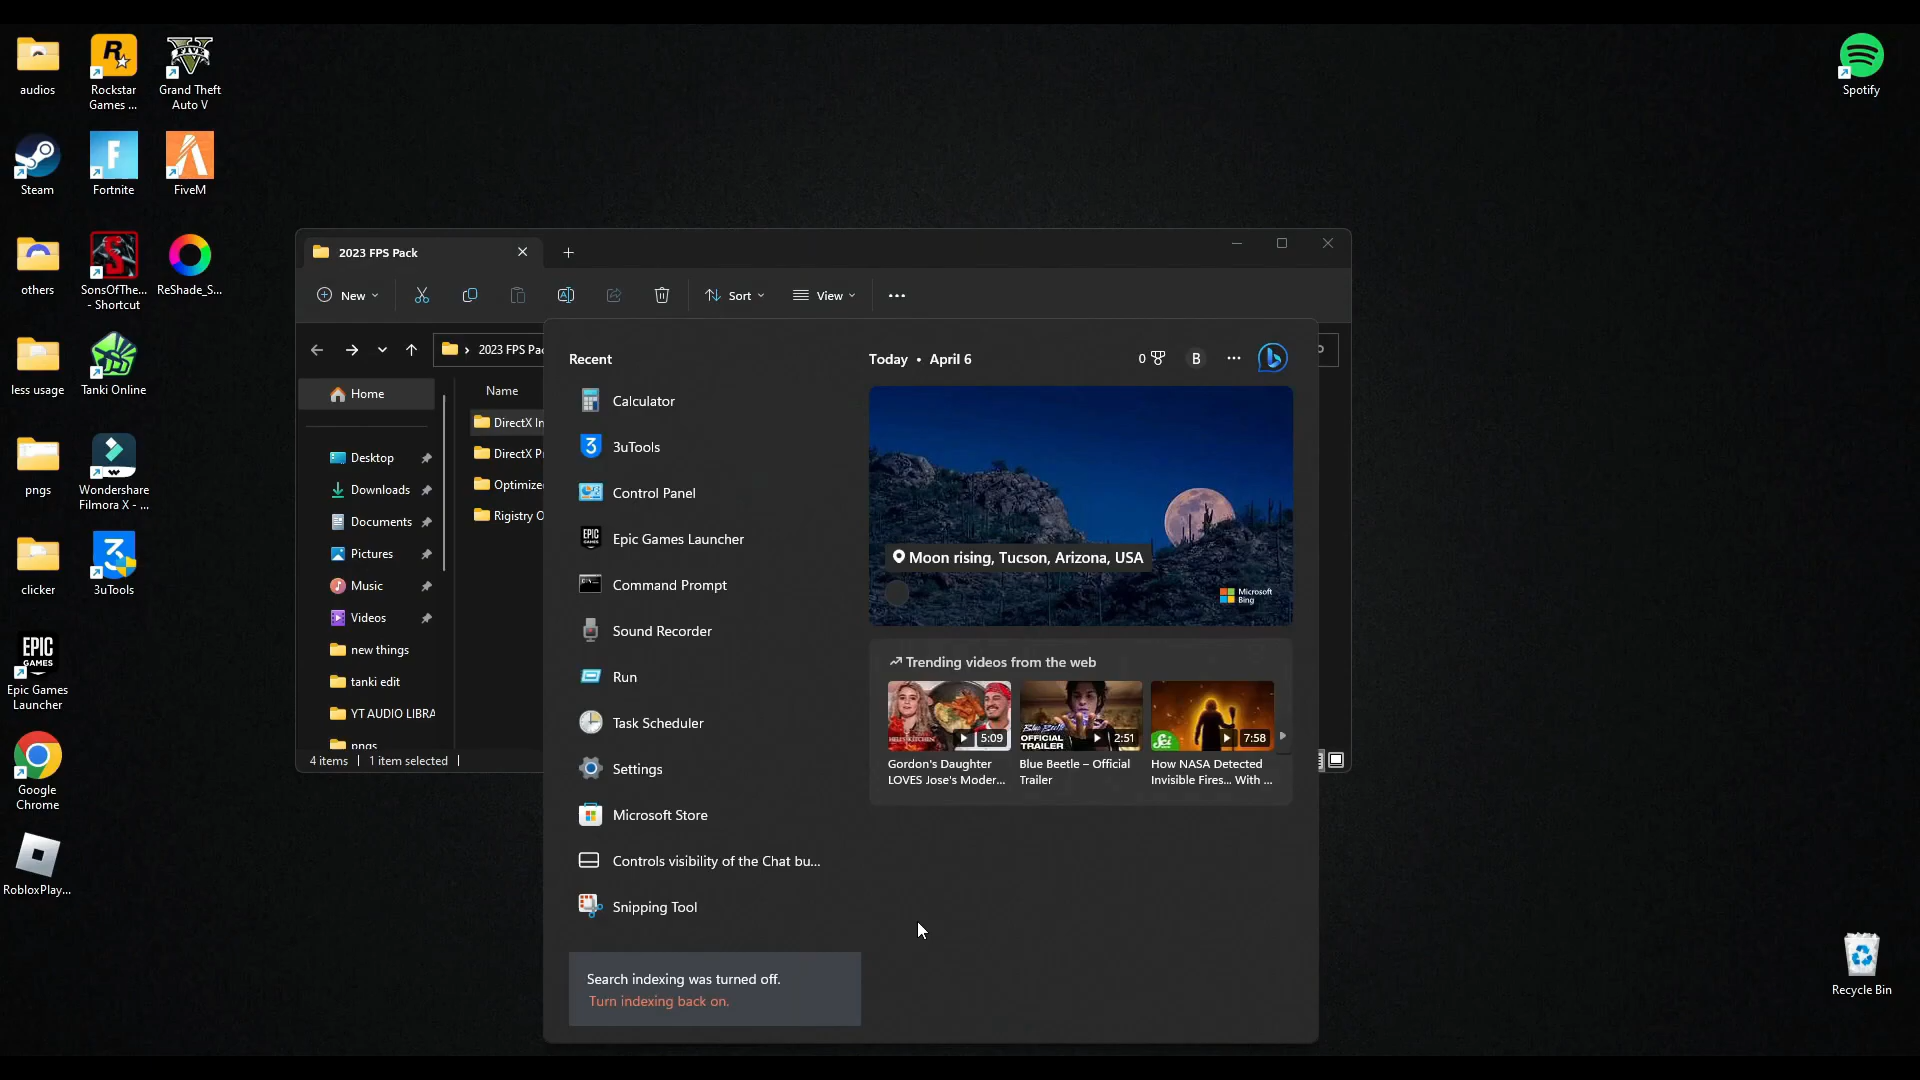 audios
Rockstar
Games ...
Grand Theft
Auto V
Steam
Fortnite
FiveM
others
SonsOfThe...
- Shortcut
ReShade_S...
less usage
Tanki Online
pngs
Wondershare
Filmora X - ...
clicker
3uTools
Epic Games
Launcher
Google
Chrome
RobloxPlay...
Spotify
Recycle Bin
2023 FPS Pack
New
Sort
View
2023 FPS Pac
Home
Desktop
Downloads
Documents
Pictures
Music
Videos
new things
tanki edit
YT AUDIO LIBRA
pngs
Name
DirectX In
DirectX P
Optimize
Rigistry O
4 items
1 item selected
Recent
Calculator
3uTools
Control Panel
Epic Games Launcher
Command Prompt
Sound Recorder
Run
Task Scheduler
Settings
Microsoft Store
Controls visibility of the Chat bu...
Snipping Tool
Search indexing was turned off.
Turn indexing back on.
Today • April 6
0
B
Moon rising, Tucson, Arizona, USA
Microsoft
Bing
Trending videos from the web
5:09
Gordon's Daughter
LOVES Jose's Moder...
OFFICIAL
TRAILER
2:51
Blue Beetle – Official
Trailer
Sci
7:58
How NASA Detected
Invisible Fires... With ...
EPIC
GAMES